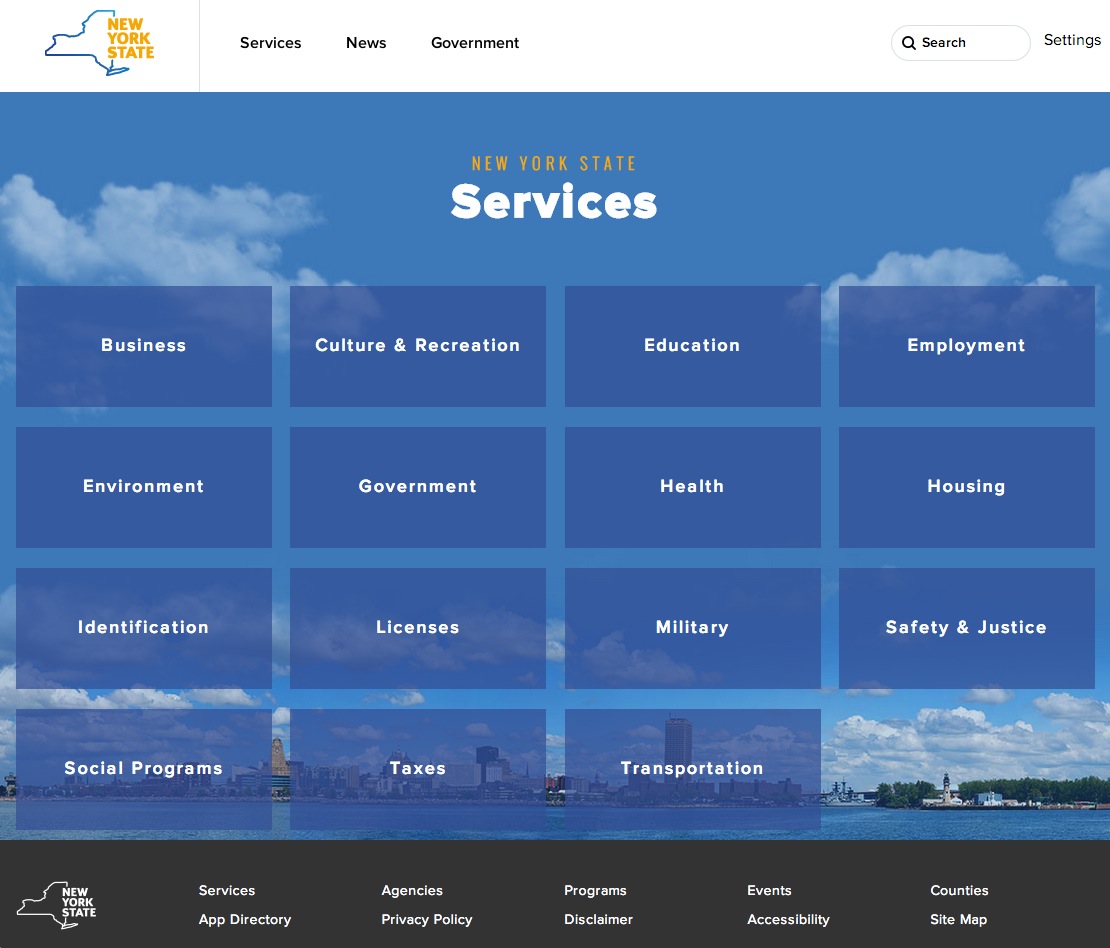 NEW
YORK
STATE
Services News Government
Search
Settings
NEW YORK STATE
Services
Business Culture & Recreation Education Employment
Environment Government Health Housing
Identification Licenses Military Safety & Justice
Social Programs Taxes Transportation
NEW
YORK
STATE
Services Agencies Programs Events Counties
App Directory Privacy Policy Disclaimer Accessibility Site Map